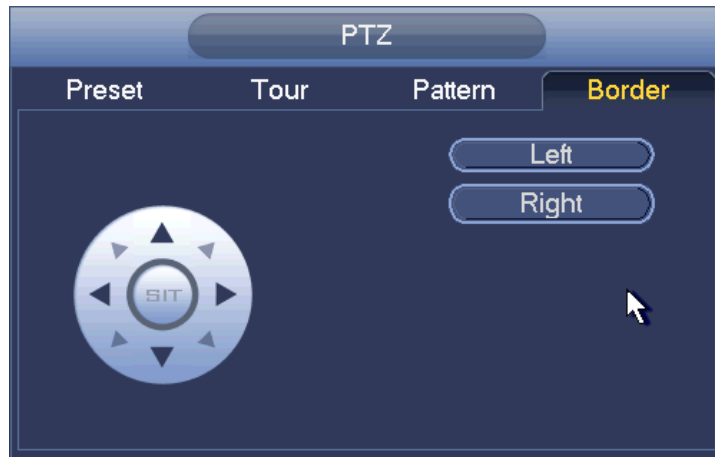 PTZ
Preset Tour Pattern Border
Left
Right
SIT